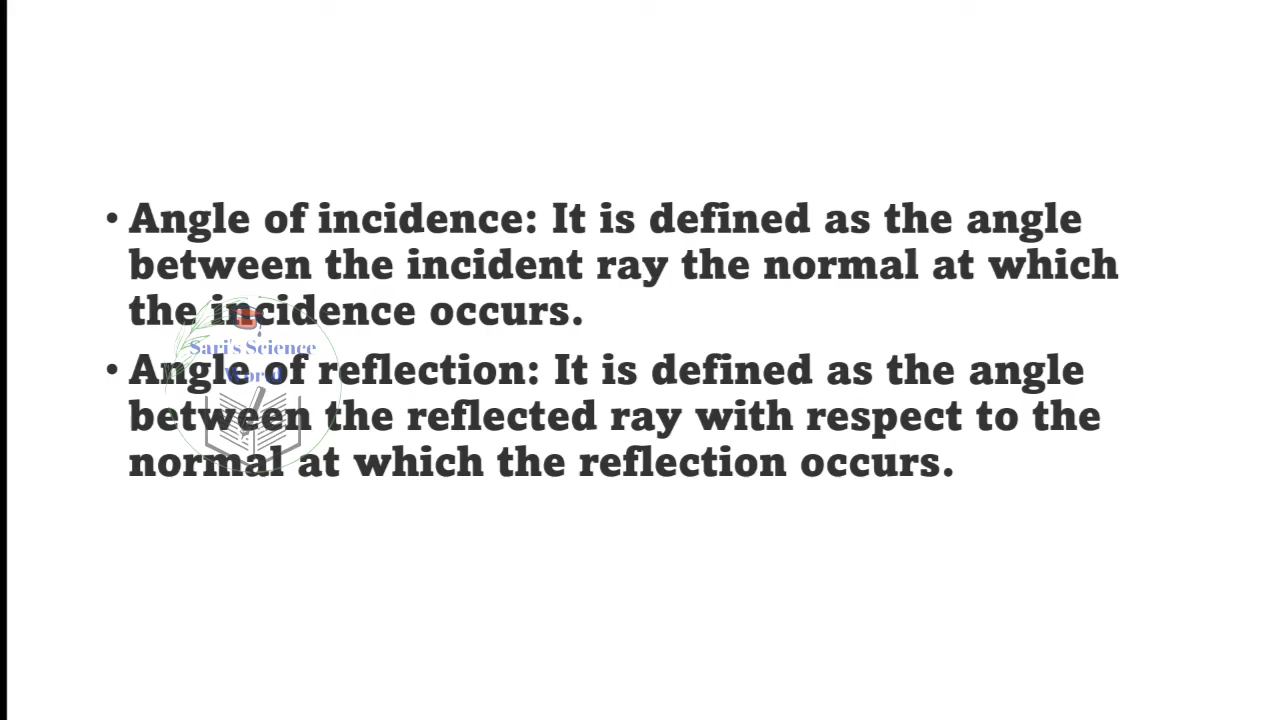 • Angle of incidence: It is defined as the angle
between the incident ray the normal at which
the incidence occurs.
Sari's Science
World
• Angle of reflection: It is defined as the angle
between the reflected ray with respect to the
normal at which the reflection occurs.